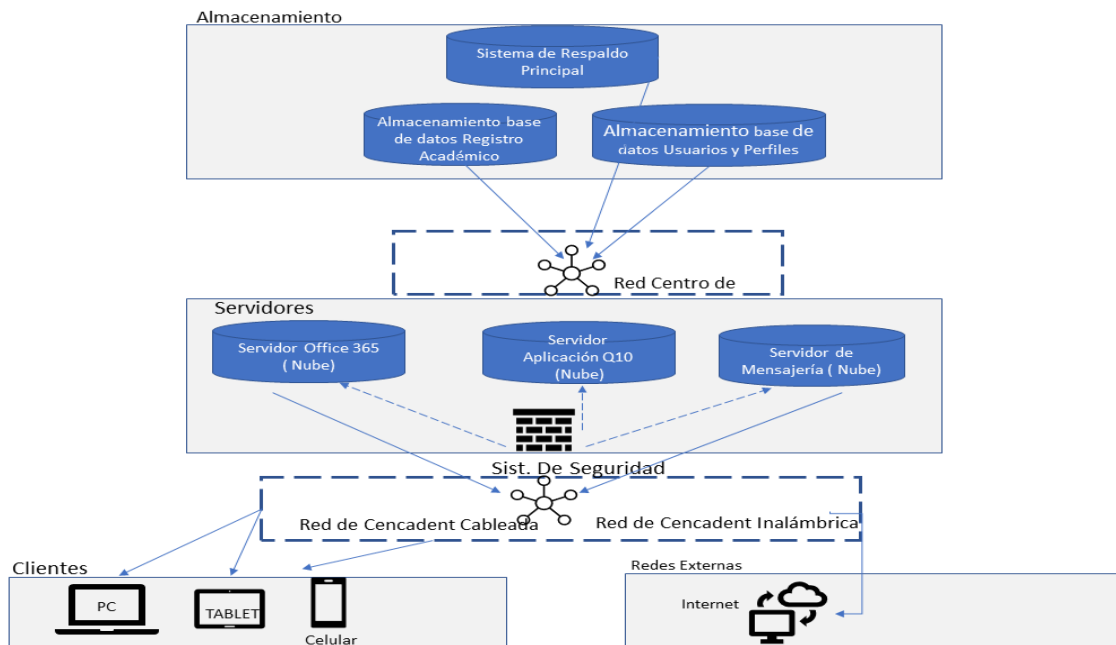 Almacenamiento
Sistema de Respaldo
Principal
Almacenamiento base
de datos Registro
Académico
Almacenamiento base de
datos Usuarios y Perfiles
Red Centro de
Servidores
Servidor Office 365
( Nube)
Servidor
Aplicación Q10
(Nube)
Servidor de
Mensajería ( Nube)
Sist. De Seguridad
Red de Cencadent Cableada
Red de Cencadent Inalámbrica
Clientes
PC
TABLET
Celular
Redes Externas
Internet